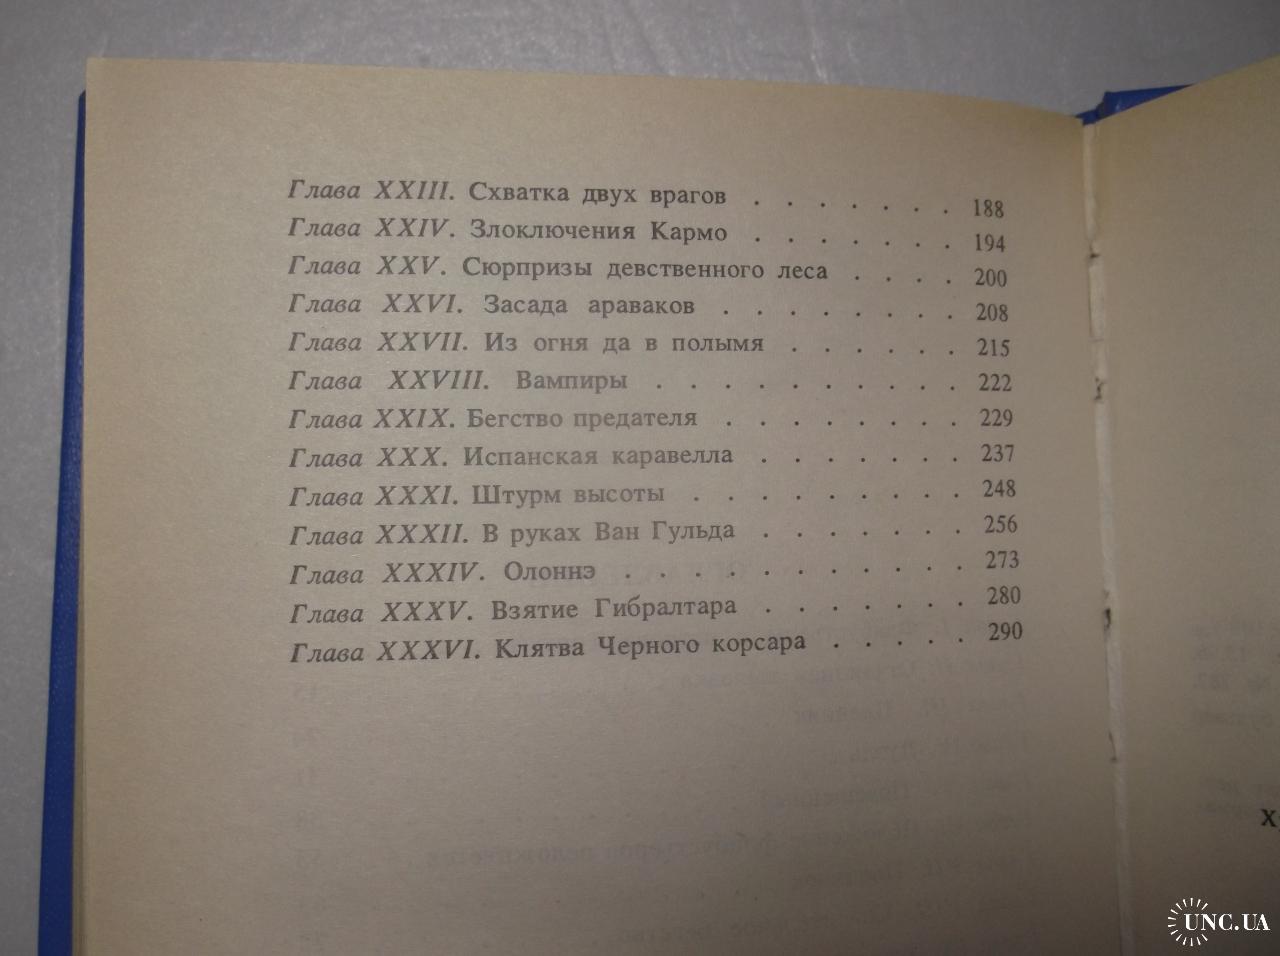 Глава XXIII. Схватка двух врагов . . . . . . . 188
Глава XXIV. Злоключения Кармо . . . . . . . 194
Глава XXV. Сюрпризы девственного леса . . . . 200
Глава XXVI. Засада араваков . . . . . . . . 208
Глава XXVII. Из огня да в полымя . . . . . . 215
Глава XXVIII. Вампиры . . . . . . . . . . 222
Глава XXIX. Бегство предателя . . . . . . . . 229
Глава XXX. Испанская каравелла . . . . . . . 237
Глава XXXI. Штурм высоты . . . . . . . . . 248
Глава XXXII. В руках Ван Гульда . . . . . . . 256
Глава XXXIV. Олоннэ . . . . . . . . . . . 273
Глава XXXV. Взятие Гибралтара . . . . . . . 280
Глава XXXVI. Клятва Черного корсара . . . . . 290
UNC.UA